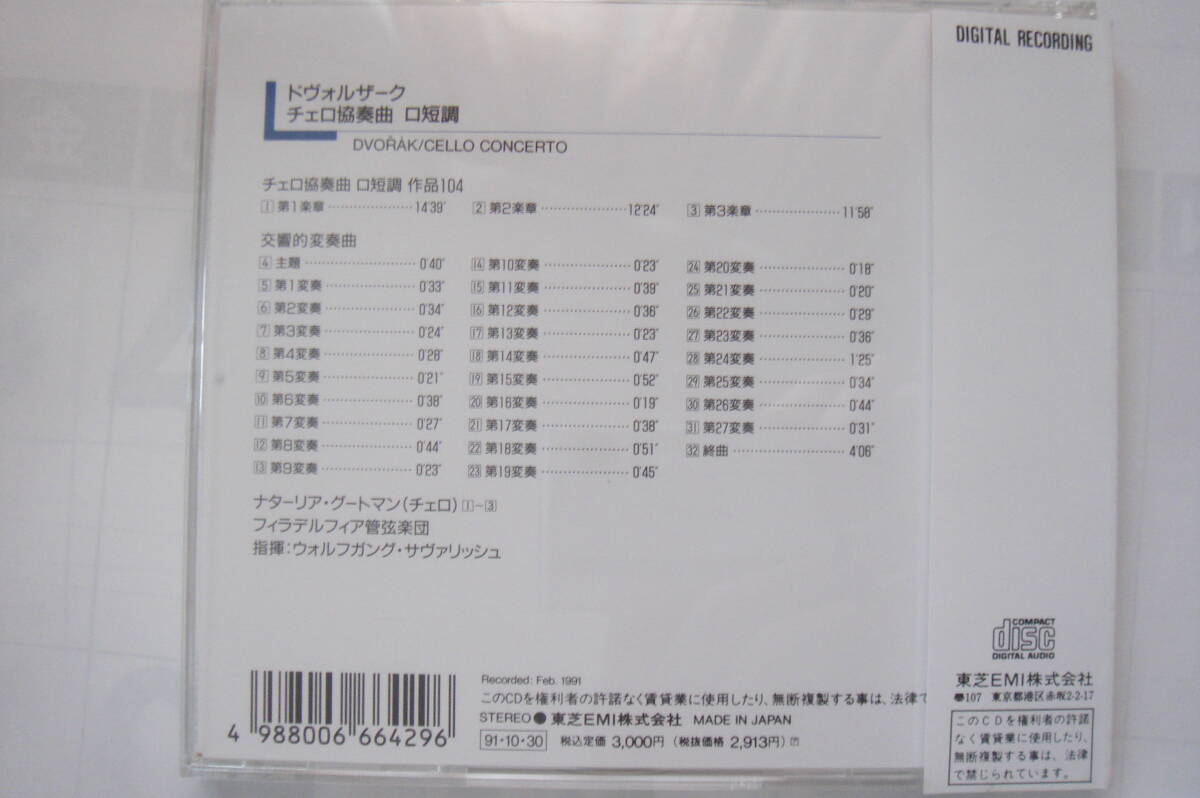 ドヴォルザーク
チェロ協奏曲 ロ短調
DVOŘÁK/CELLO CONCERTO
チェロ協奏曲 ロ短調 作品104
1 第1楽章 14'39" 2 第2楽章 12'24" 3 第3楽章 11'58"
交響的変奏曲
4 主題 0'40"
5 第1変奏 0'33"
6 第2変奏 0'34"
7 第3変奏 0'24"
8 第4変奏 0'28"
9 第5変奏 0'21"
10 第6変奏 0'38"
11 第7変奏 0'27"
12 第8変奏 0'44"
13 第9変奏 0'23"
14 第10変奏 0'23"
15 第11変奏 0'39"
16 第12変奏 0'36"
17 第13変奏 0'23"
18 第14変奏 0'47"
19 第15変奏 0'52"
20 第16変奏 0'19"
21 第17変奏 0'38"
22 第18変奏 0'51"
23 第19変奏 0'45"
24 第20変奏 0'18"
25 第21変奏 0'20"
26 第22変奏 0'29"
27 第23変奏 0'36"
28 第24変奏 1'25"
29 第25変奏 0'34"
30 第26変奏 0'44"
31 第27変奏 0'31"
32 終曲 4'06"
ナターリア・グートマン(チェロ) 1〜3
フィラデルフィア管弦楽団
指揮:ウォルフガング・サヴァリッシュ
4 988006 664296
Recorded: Feb. 1991
このCDを権利者の許諾なく賃貸業に使用したり、無断複製する事は、法律で
STEREO ● 東芝EMI株式会社 MADE IN JAPAN
91・10・30 税込定価 3,000円 (税抜価格 2,913円)
DIGITAL RECORDING
COMPACT
disc
DIGITAL AUDIO
東芝EMI株式会社
●107 東京都港区赤坂2-2-17
このCDを権利者の許諾
なく賃貸業に使用したり、
無断複製する事は、法律
で禁じられています。